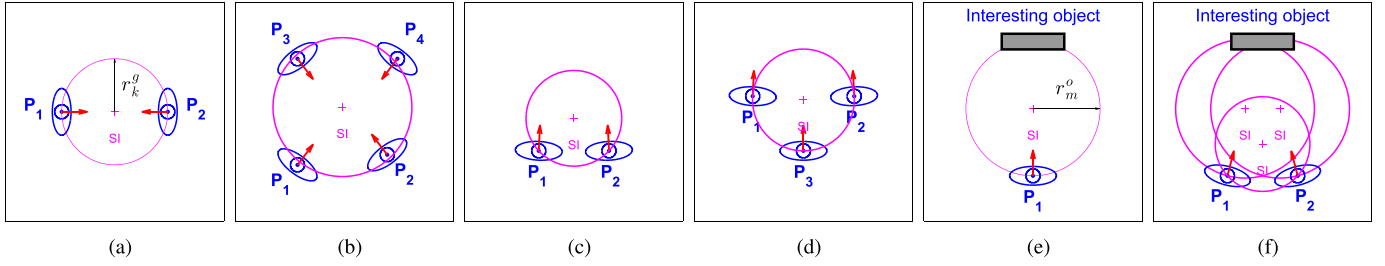 P1 r_k^g P2
SI
(a)
P3 P4
SI
P1 P2
(b)
SI
P1 P2
(c)
P1 SI P2
P3
(d)
Interesting object
r_m^o
SI
P1
(e)
Interesting object
SI SI
SI
P1 P2
(f)